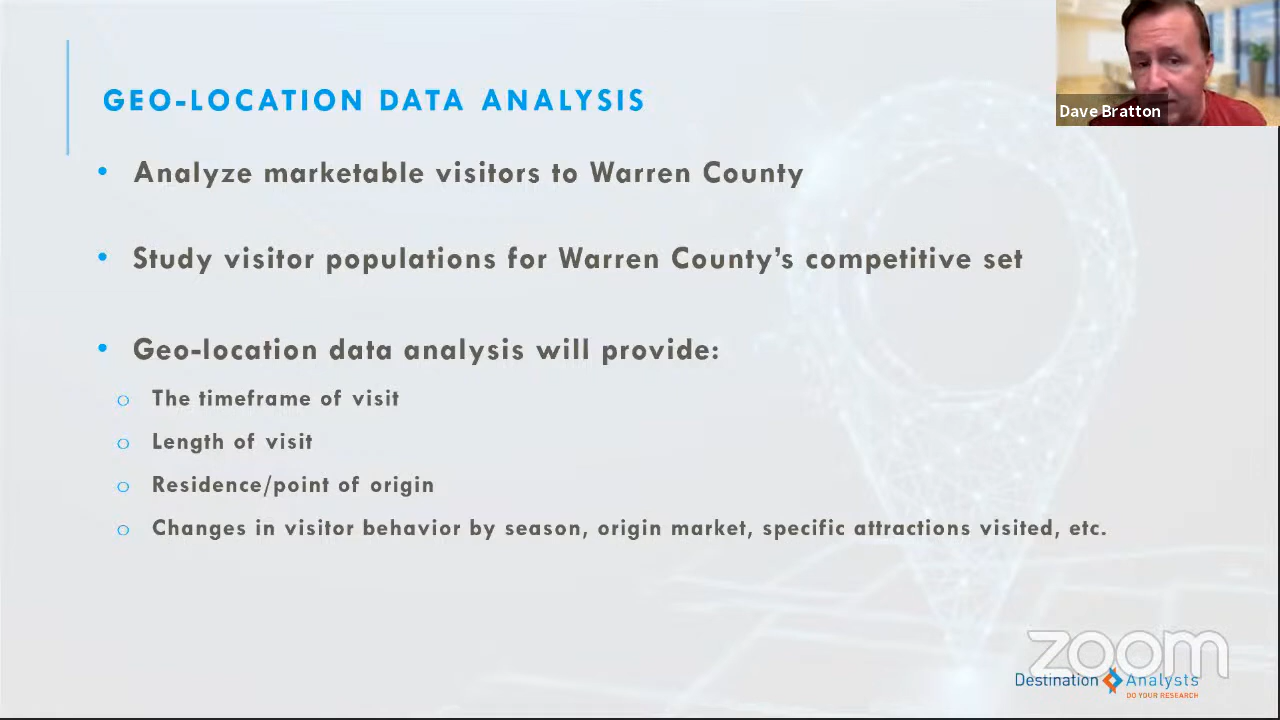 GEO-LOCATION DATA ANALYSIS
Dave Bratton
• Analyze marketable visitors to Warren County
• Study visitor populations for Warren County’s competitive set
• Geo-location data analysis will provide:
o The timeframe of visit
o Length of visit
o Residence/point of origin
o Changes in visitor behavior by season, origin market, specific attractions visited, etc.
zoom
Destination Analysts
DO YOUR RESEARCH